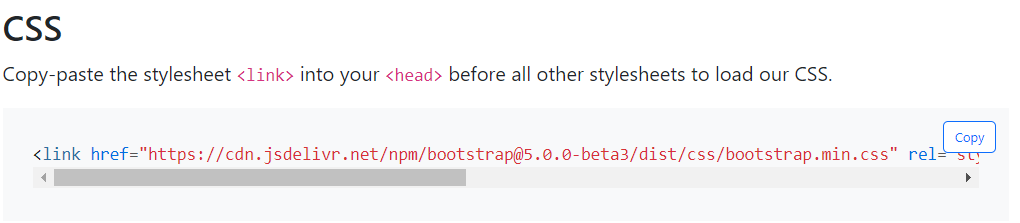 CSS
Copy-paste the stylesheet <link> into your <head> before all other stylesheets to load our CSS.
Copy
<link href="https://cdn.jsdelivr.net/npm/bootstrap@5.0.0-beta3/dist/css/bootstrap.min.css" rel="sty